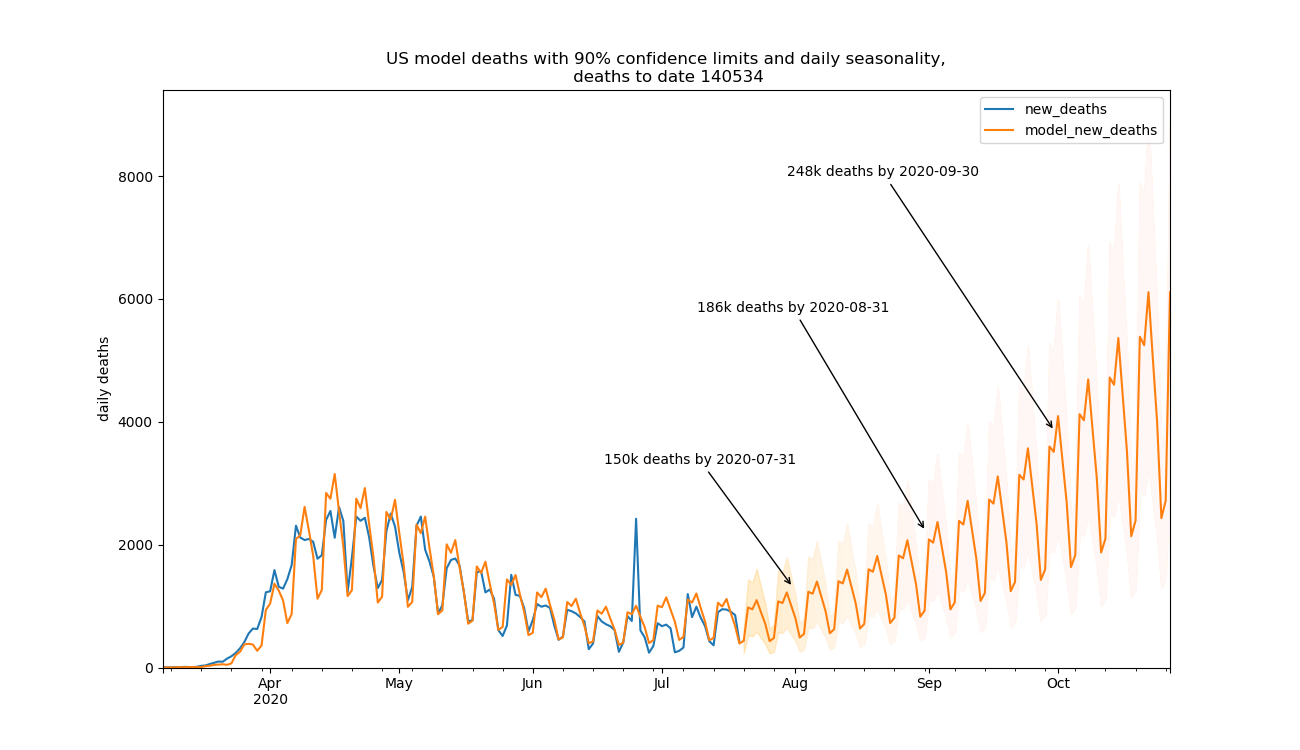 US model deaths with 90% confidence limits and daily seasonality,
deaths to date 140534
new_deaths
model_new_deaths
248k deaths by 2020-09-30
186k deaths by 2020-08-31
150k deaths by 2020-07-31
daily deaths
8000
6000
4000
2000
0
Apr
2020
May
Jun
Jul
Aug
Sep
Oct